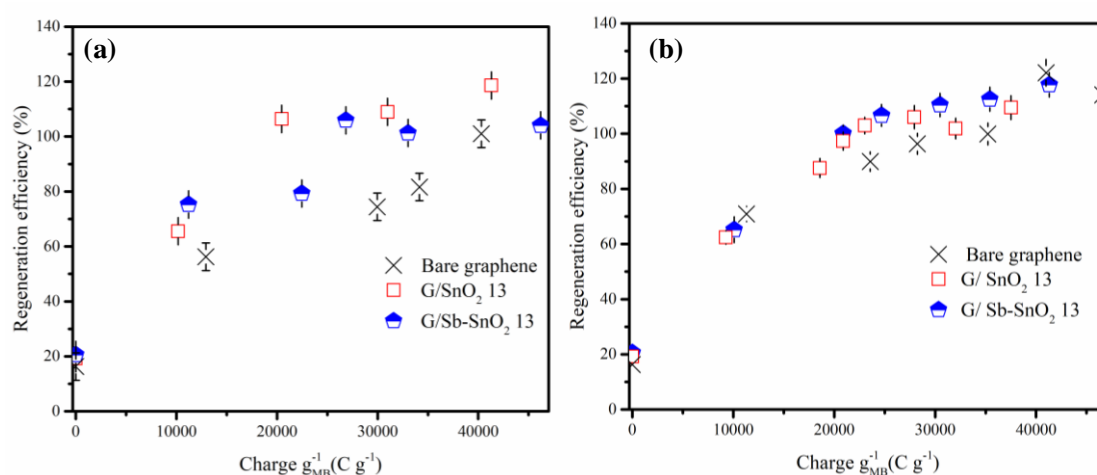 (a)
Regeneration efficiency (%)
140
120
100
80
60
40
20
0
Bare graphene
G/SnO₂ 13
G/Sb-SnO₂ 13
0 10000 20000 30000 40000
Charge g⁻¹MB(C g⁻¹)
(b)
Regeneration efficiency (%)
140
120
100
80
60
40
20
0
Bare graphene
G/ SnO₂ 13
G/ Sb-SnO₂ 13
0 10000 20000 30000 40000
Charge g⁻¹MB(C g⁻¹)